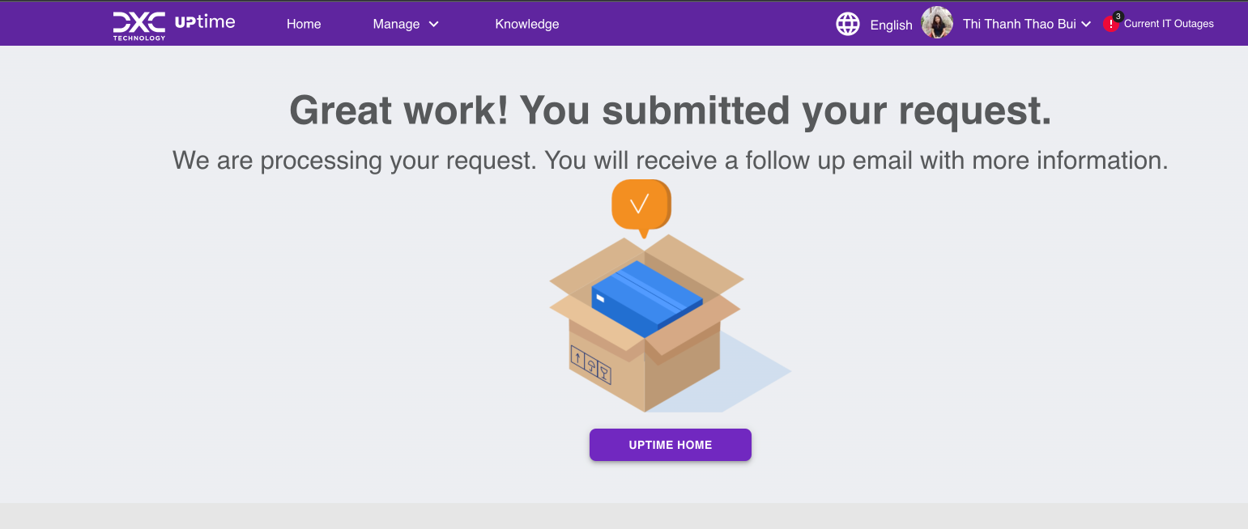 DXC TECHNOLOGY UPtime Home Manage Knowledge English Thi Thanh Thao Bui 3 Current IT Outages
Great work! You submitted your request.
We are processing your request. You will receive a follow up email with more information.
UPTIME HOME